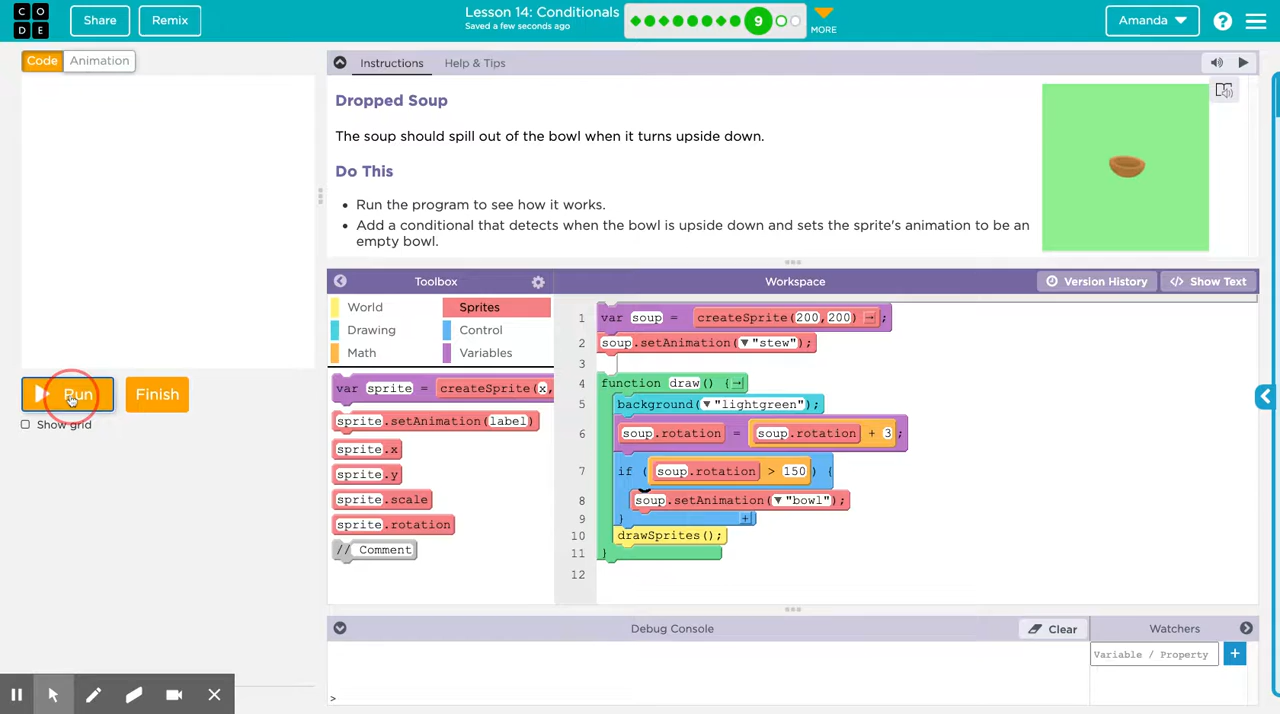 C O
D E
Share
Remix
Lesson 14: Conditionals
Saved a few seconds ago
9
MORE
Amanda
?
Code
Animation
Instructions
Help & Tips
Dropped Soup
The soup should spill out of the bowl when it turns upside down.
Do This
Run the program to see how it works.
Add a conditional that detects when the bowl is upside down and sets the sprite's animation to be an
empty bowl.
Run
Finish
Show grid
Toolbox
Workspace
Version History
</> Show Text
World
Sprites
Drawing
Control
Math
Variables
var sprite = createSprite(x,
sprite.setAnimation(label)
sprite.x
sprite.y
sprite.scale
sprite.rotation
// Comment
1 var soup = createSprite(200,200);
2 soup.setAnimation("stew");
3
4 function draw() {
5 background("lightgreen");
6 soup.rotation = soup.rotation + 3;
7 if (soup.rotation > 150) {
8 soup.setAnimation("bowl");
9 }
10 drawSprites();
11 }
12
Debug Console
Clear
Watchers
Variable / Property
+
>